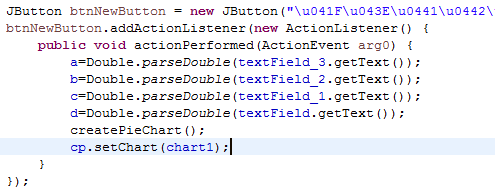 JButton btnNewButton = new JButton("\u041F\u043E\u0441\u0442\
btnNewButton.addActionListener(new ActionListener() {
public void actionPerformed(ActionEvent arg0) {
a=Double.parseDouble(textField_3.getText());
b=Double.parseDouble(textField_2.getText());
c=Double.parseDouble(textField_1.getText());
d=Double.parseDouble(textField.getText());
createPieChart();
cp.setChart(chart1);
}
});